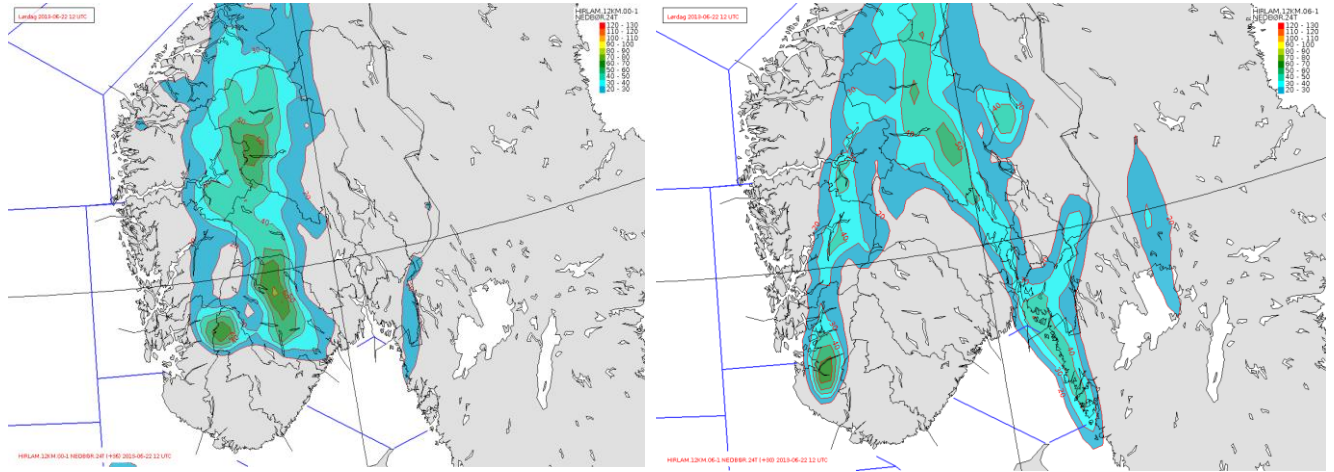 Lørdag 2013-06-22 12 UTC
HIRLAM.12KM.00-1
NEDBØR.24T
120 - 130
110 - 120
100 - 110
90 - 100
80 - 90
70 - 80
60 - 70
50 - 60
40 - 50
30 - 40
20 - 30
HIRLAM.12KM.00-1 NEDBØR.24T (+36) 2013-06-22 12 UTC
Lørdag 2013-06-22 12 UTC
HIRLAM.12KM.06-1
NEDBØR.24T
120 - 130
110 - 120
100 - 110
90 - 100
80 - 90
70 - 80
60 - 70
50 - 60
40 - 50
30 - 40
20 - 30
HIRLAM.12KM.06-1 NEDBØR.24T (+30) 2013-06-22 12 UTC